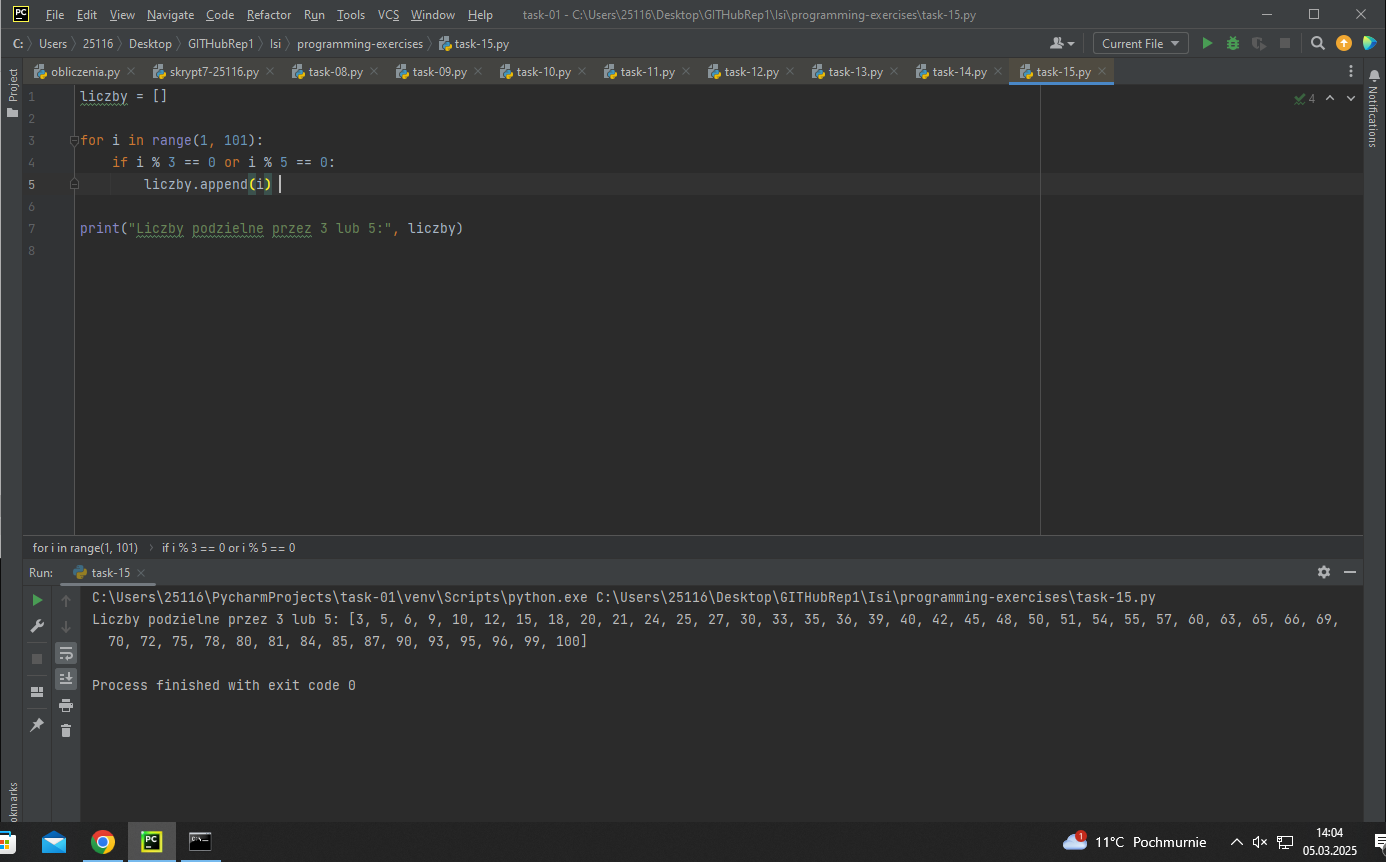 PC File Edit View Navigate Code Refactor Run Tools VCS Window Help task-01 - C:\Users\25116\Desktop\GITHubRep1\Isi\programming-exercises\task-15.py
C: Users 25116 Desktop GITHubRep1 Isi programming-exercises task-15.py Current File
Project
obliczenia.py skrypt7-25116.py task-08.py task-09.py task-10.py task-11.py task-12.py task-13.py task-14.py task-15.py
Notifications
1 liczby = [] 4
2
3 for i in range(1, 101):
4     if i % 3 == 0 or i % 5 == 0:
5         liczby.append(i)
6
7 print("Liczby podzielne przez 3 lub 5:", liczby)
8
for i in range(1, 101) if i % 3 == 0 or i % 5 == 0
Run: task-15
C:\Users\25116\PycharmProjects\task-01\venv\Scripts\python.exe C:\Users\25116\Desktop\GITHubRep1\Isi\programming-exercises\task-15.py
Liczby podzielne przez 3 lub 5: [3, 5, 6, 9, 10, 12, 15, 18, 20, 21, 24, 25, 27, 30, 33, 35, 36, 39, 40, 42, 45, 48, 50, 51, 54, 55, 57, 60, 63, 65, 66, 69,
70, 72, 75, 78, 80, 81, 84, 85, 87, 90, 93, 95, 96, 99, 100]
Process finished with exit code 0
okmarks
PC C:\ 1 11°C Pochmurnie 14:04
05.03.2025